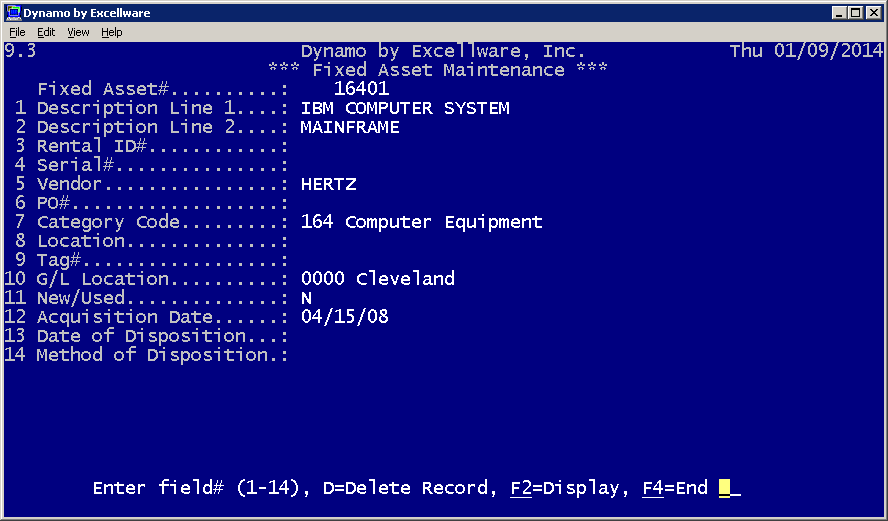 Dynamo by Excellware
File Edit View Help
9.3 Dynamo by Excellware, Inc. Thu 01/09/2014
*** Fixed Asset Maintenance ***
Fixed Asset#..........: 16401
1 Description Line 1....: IBM COMPUTER SYSTEM
2 Description Line 2....: MAINFRAME
3 Rental ID#............:
4 Serial#...............:
5 Vendor................: HERTZ
6 PO#...................:
7 Category Code.........: 164 Computer Equipment
8 Location..............:
9 Tag#..................:
10 G/L Location..........: 0000 Cleveland
11 New/Used..............: N
12 Acquisition Date......: 04/15/08
13 Date of Disposition...:
14 Method of Disposition.:
Enter field# (1-14), D=Delete Record, F2=Display, F4=End _